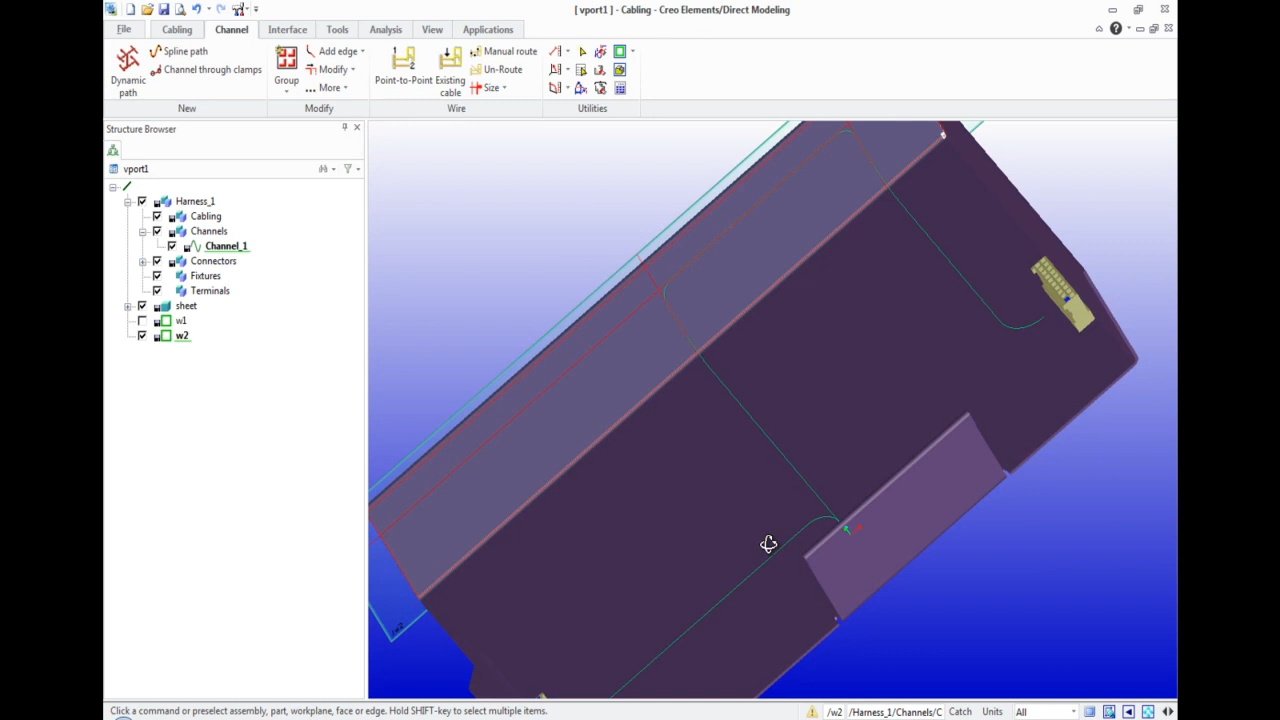 [ vport1 ] - Cabling - Creo Elements/Direct Modeling
File Cabling Channel Interface Tools Analysis View Applications
Dynamic path
Spline path
Channel through clamps
New
Group
Add edge
Modify
... More
Modify
Point-to-Point
Existing cable
Manual route
Un-Route
Size
Wire
Utilities
Structure Browser
vport1
Harness_1
Cabling
Channels
Channel_1
Connectors
Fixtures
Terminals
sheet
w1
w2
/w2
Click a command or preselect assembly, part, workplane, face or edge. Hold SHIFT-key to select multiple items.
/w2 /Harness_1/Channels/C Catch Units All